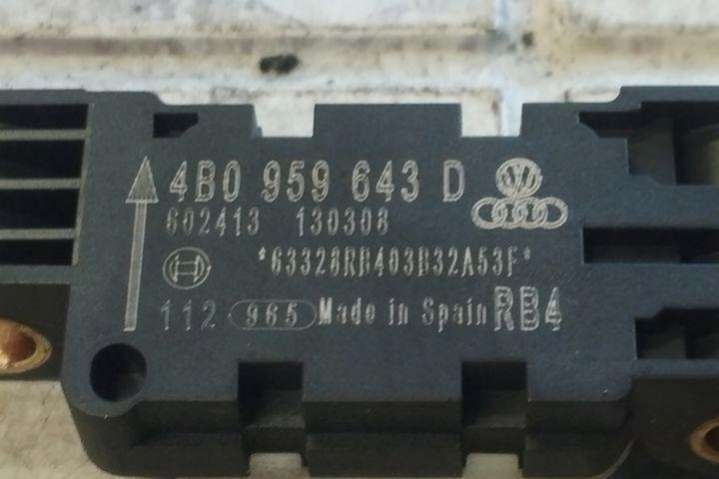 4B0 959 643 D
602413 130308
*63328RB403B32A53F*
112 965 Made in Spain RB4